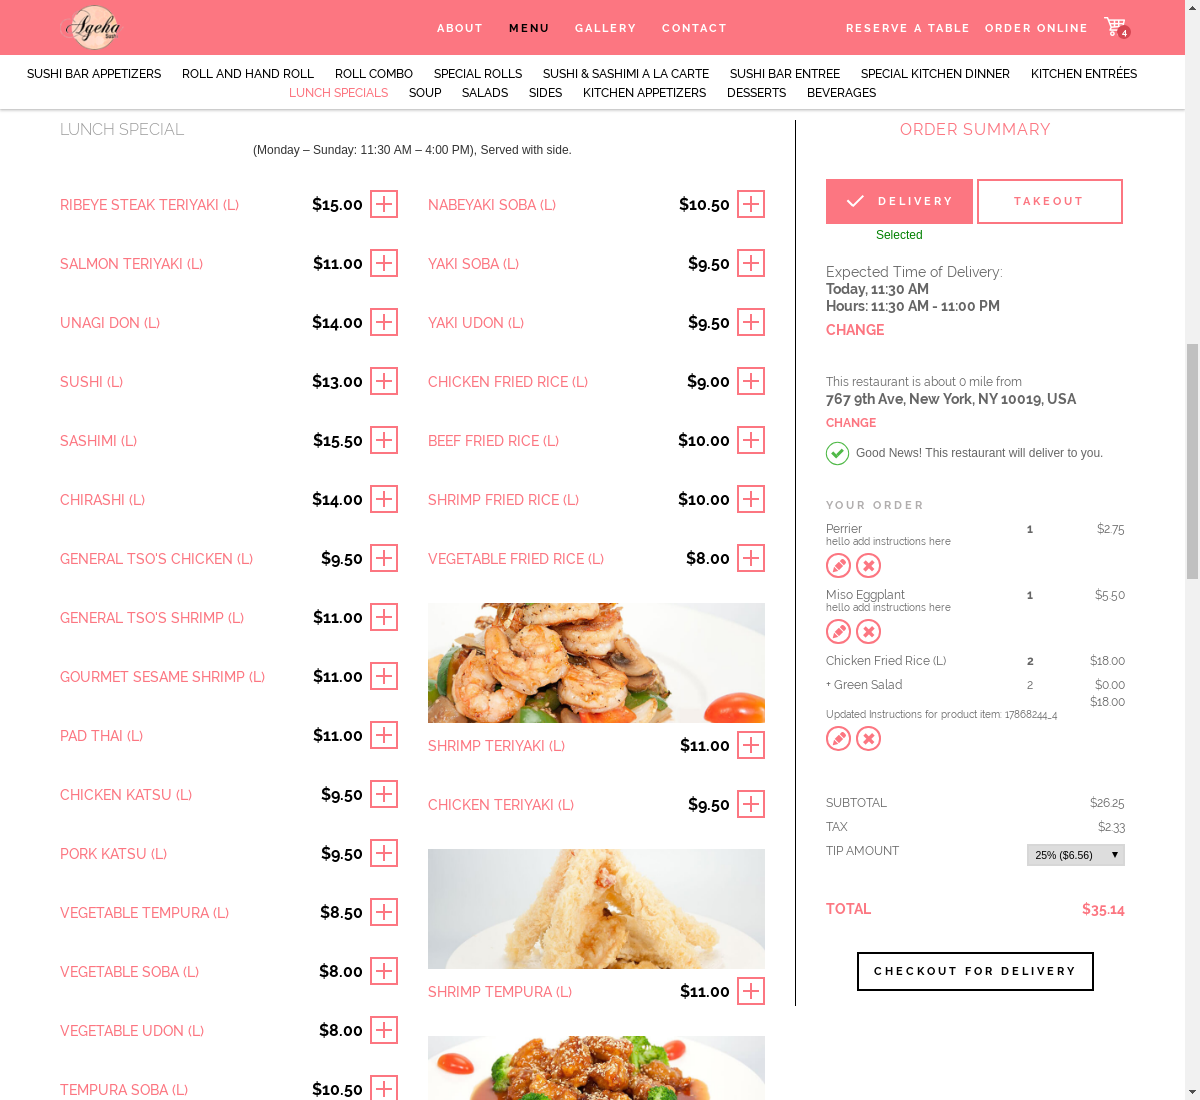 Ageha
ABOUT
MENU
GALLERY
CONTACT
RESERVE A TABLE
ORDER ONLINE
4
SUSHI BAR APPETIZERS
ROLL AND HAND ROLL
ROLL COMBO
SPECIAL ROLLS
SUSHI & SASHIMI A LA CARTE
SUSHI BAR ENTREE
SPECIAL KITCHEN DINNER
KITCHEN ENTRÉES
LUNCH SPECIALS
SOUP
SALADS
SIDES
KITCHEN APPETIZERS
DESSERTS
BEVERAGES
LUNCH SPECIAL
(Monday – Sunday: 11:30 AM – 4:00 PM), Served with side.
RIBEYE STEAK TERIYAKI (L) $15.00
SALMON TERIYAKI (L) $11.00
UNAGI DON (L) $14.00
SUSHI (L) $13.00
SASHIMI (L) $15.50
CHIRASHI (L) $14.00
GENERAL TSO'S CHICKEN (L) $9.50
GENERAL TSO'S SHRIMP (L) $11.00
GOURMET SESAME SHRIMP (L) $11.00
PAD THAI (L) $11.00
CHICKEN KATSU (L) $9.50
PORK KATSU (L) $9.50
VEGETABLE TEMPURA (L) $8.50
VEGETABLE SOBA (L) $8.00
VEGETABLE UDON (L) $8.00
TEMPURA SOBA (L) $10.50
NABEYAKI SOBA (L) $10.50
YAKI SOBA (L) $9.50
YAKI UDON (L) $9.50
CHICKEN FRIED RICE (L) $9.00
BEEF FRIED RICE (L) $10.00
SHRIMP FRIED RICE (L) $10.00
VEGETABLE FRIED RICE (L) $8.00
SHRIMP TERIYAKI (L) $11.00
CHICKEN TERIYAKI (L) $9.50
SHRIMP TEMPURA (L) $11.00
ORDER SUMMARY
DELIVERY
TAKEOUT
Selected
Expected Time of Delivery:
Today, 11:30 AM
Hours: 11:30 AM - 11:00 PM
CHANGE
This restaurant is about 0 mile from
767 9th Ave, New York, NY 10019, USA
CHANGE
Good News! This restaurant will deliver to you.
YOUR ORDER
Perrier 1 $2.75
hello add instructions here
Miso Eggplant 1 $5.50
hello add instructions here
Chicken Fried Rice (L) 2 $18.00
+ Green Salad 2 $0.00
$18.00
Updated Instructions for product item: 17868244_4
SUBTOTAL $26.25
TAX $2.33
TIP AMOUNT 25% ($6.56)
TOTAL $35.14
CHECKOUT FOR DELIVERY